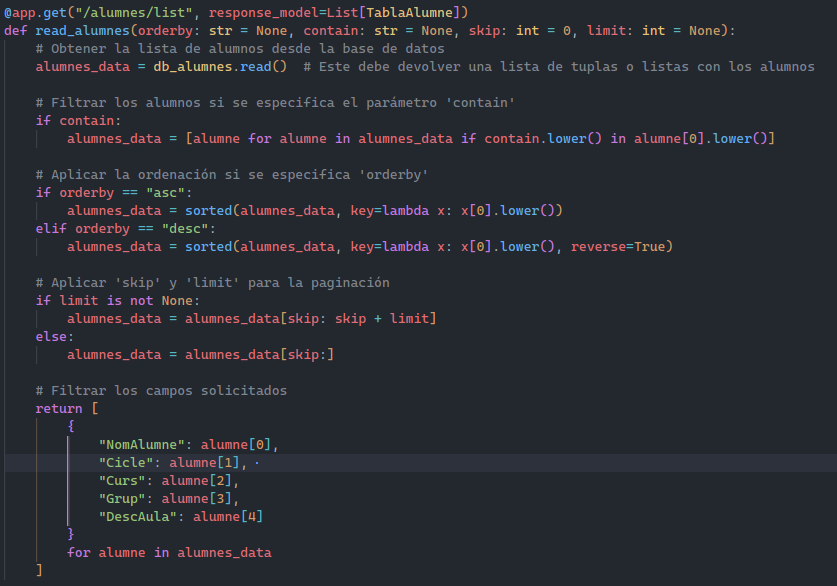 @app.get("/alumnes/list", response_model=List[TablaAlumne])
def read_alumnes(orderby: str = None, contain: str = None, skip: int = 0, limit: int = None):
    # Obtener la lista de alumnos desde la base de datos
    alumnes_data = db_alumnes.read()  # Este debe devolver una lista de tuplas o listas con los alumnos

    # Filtrar los alumnos si se especifica el parámetro 'contain'
    if contain:
        alumnes_data = [alumne for alumne in alumnes_data if contain.lower() in alumne[0].lower()]

    # Aplicar la ordenación si se especifica 'orderby'
    if orderby == "asc":
        alumnes_data = sorted(alumnes_data, key=lambda x: x[0].lower())
    elif orderby == "desc":
        alumnes_data = sorted(alumnes_data, key=lambda x: x[0].lower(), reverse=True)

    # Aplicar 'skip' y 'limit' para la paginación
    if limit is not None:
        alumnes_data = alumnes_data[skip: skip + limit]
    else:
        alumnes_data = alumnes_data[skip:]

    # Filtrar los campos solicitados
    return [
        {
            "NomAlumne": alumne[0],
            "Cicle": alumne[1], 
            "Curs": alumne[2],
            "Grup": alumne[3],
            "DescAula": alumne[4]
        }
        for alumne in alumnes_data
    ]